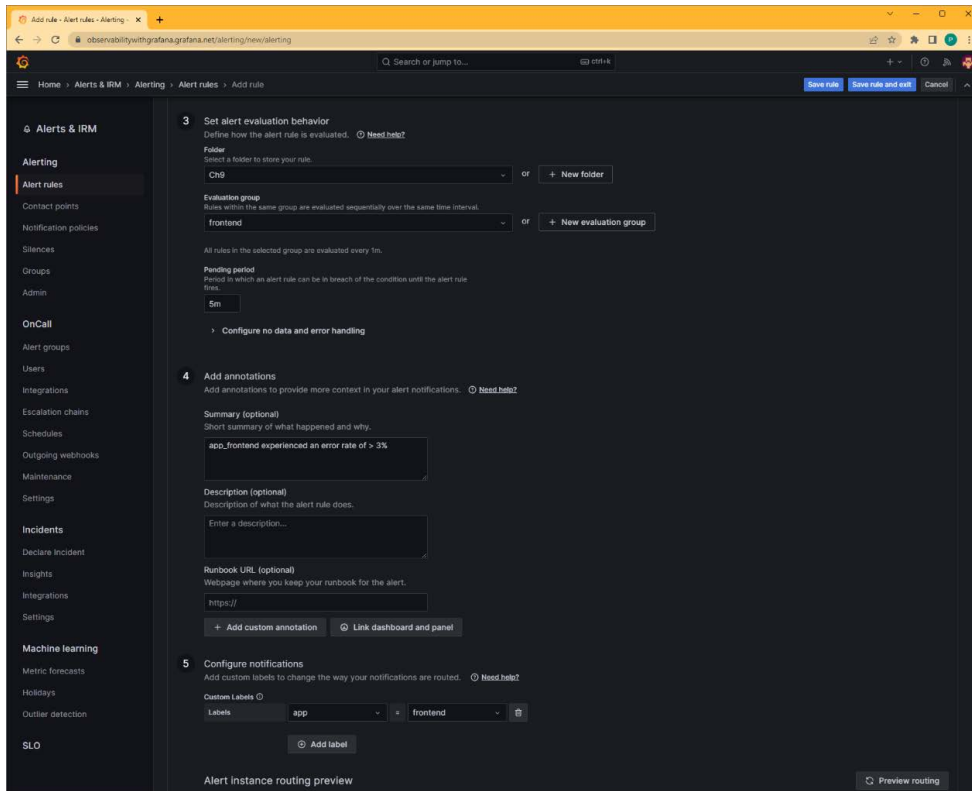 Add rule - Alert rules - Alerting -
observabilitywithgrafana.grafana.net/alerting/new/alerting
Search or jump to...
ctrl+k
Home > Alerts & IRM > Alerting > Alert rules > Add rule
Save rule
Save rule and exit
Cancel
Alerts & IRM
Alerting
Alert rules
Contact points
Notification policies
Silences
Groups
Admin
OnCall
Alert groups
Users
Integrations
Escalation chains
Schedules
Outgoing webhooks
Maintenance
Settings
Incidents
Declare Incident
Insights
Integrations
Settings
Machine learning
Metric forecasts
Holidays
Outlier detection
SLO
3 Set alert evaluation behavior
Define how the alert rule is evaluated. Need help?
Folder
Select a folder to store your rule.
Ch9 or + New folder
Evaluation group
Rules within the same group are evaluated sequentially over the same time interval.
frontend or + New evaluation group
All rules in the selected group are evaluated every 1m.
Pending period
Period in which an alert rule can be in breach of the condition until the alert rule
fires.
5m
> Configure no data and error handling
4 Add annotations
Add annotations to provide more context in your alert notifications. Need help?
Summary (optional)
Short summary of what happened and why.
app_frontend experienced an error rate of > 3%
Description (optional)
Description of what the alert rule does.
Enter a description...
Runbook URL (optional)
Webpage where you keep your runbook for the alert.
https://
+ Add custom annotation
Link dashboard and panel
5 Configure notifications
Add custom labels to change the way your notifications are routed. Need help?
Custom Labels
Labels app = frontend
Add label
Alert instance routing preview
Preview routing